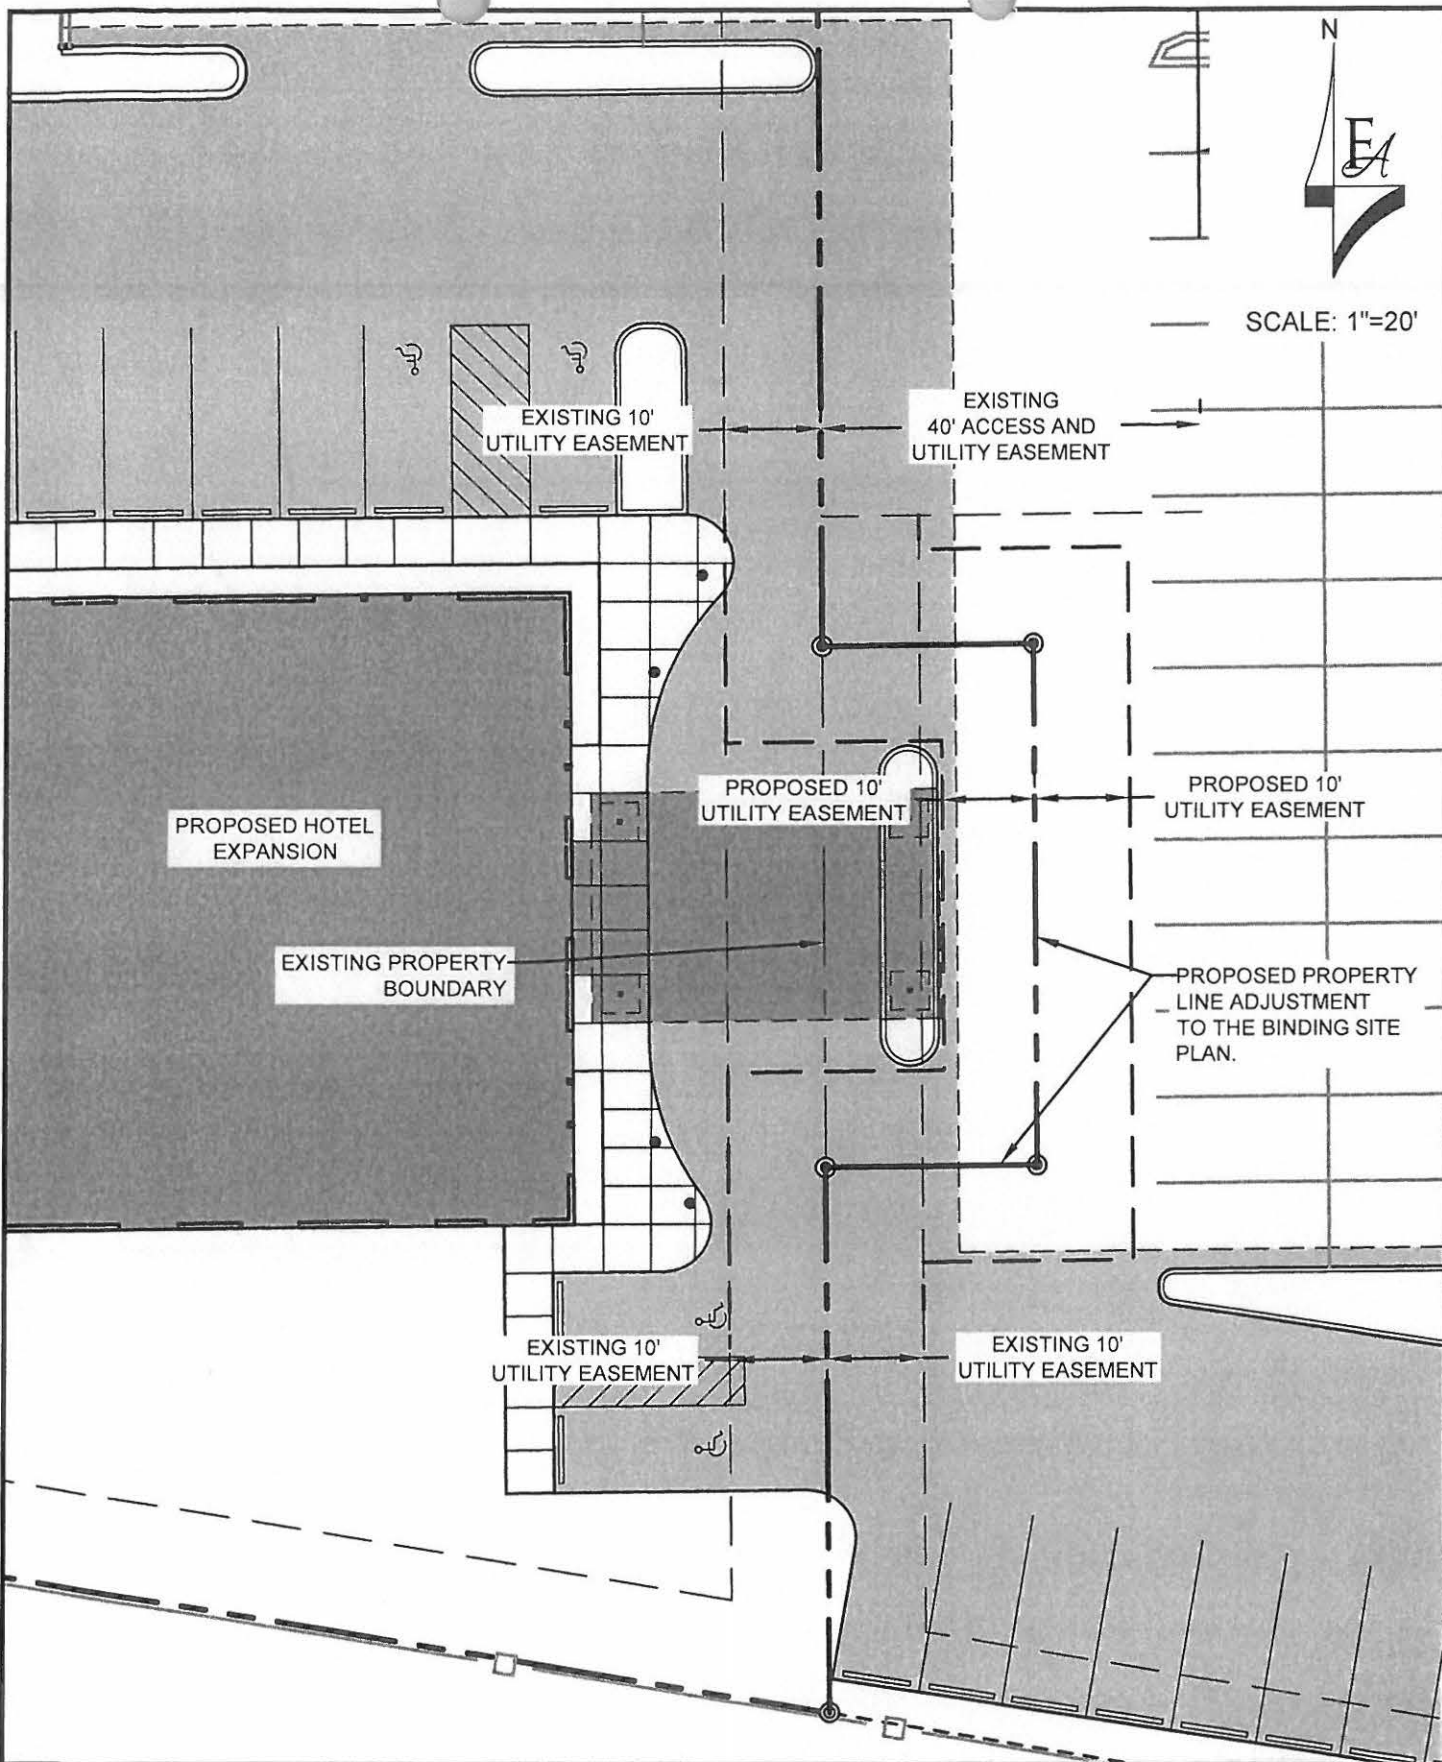 N
EA
SCALE: 1"=20'
EXISTING 10'
UTILITY EASEMENT
EXISTING
40' ACCESS AND
UTILITY EASEMENT
PROPOSED 10'
UTILITY EASEMENT
PROPOSED 10'
UTILITY EASEMENT
PROPOSED HOTEL
EXPANSION
EXISTING PROPERTY
BOUNDARY
PROPOSED PROPERTY
LINE ADJUSTMENT
TO THE BINDING SITE
PLAN.
EXISTING 10'
UTILITY EASEMENT
EXISTING 10'
UTILITY EASEMENT